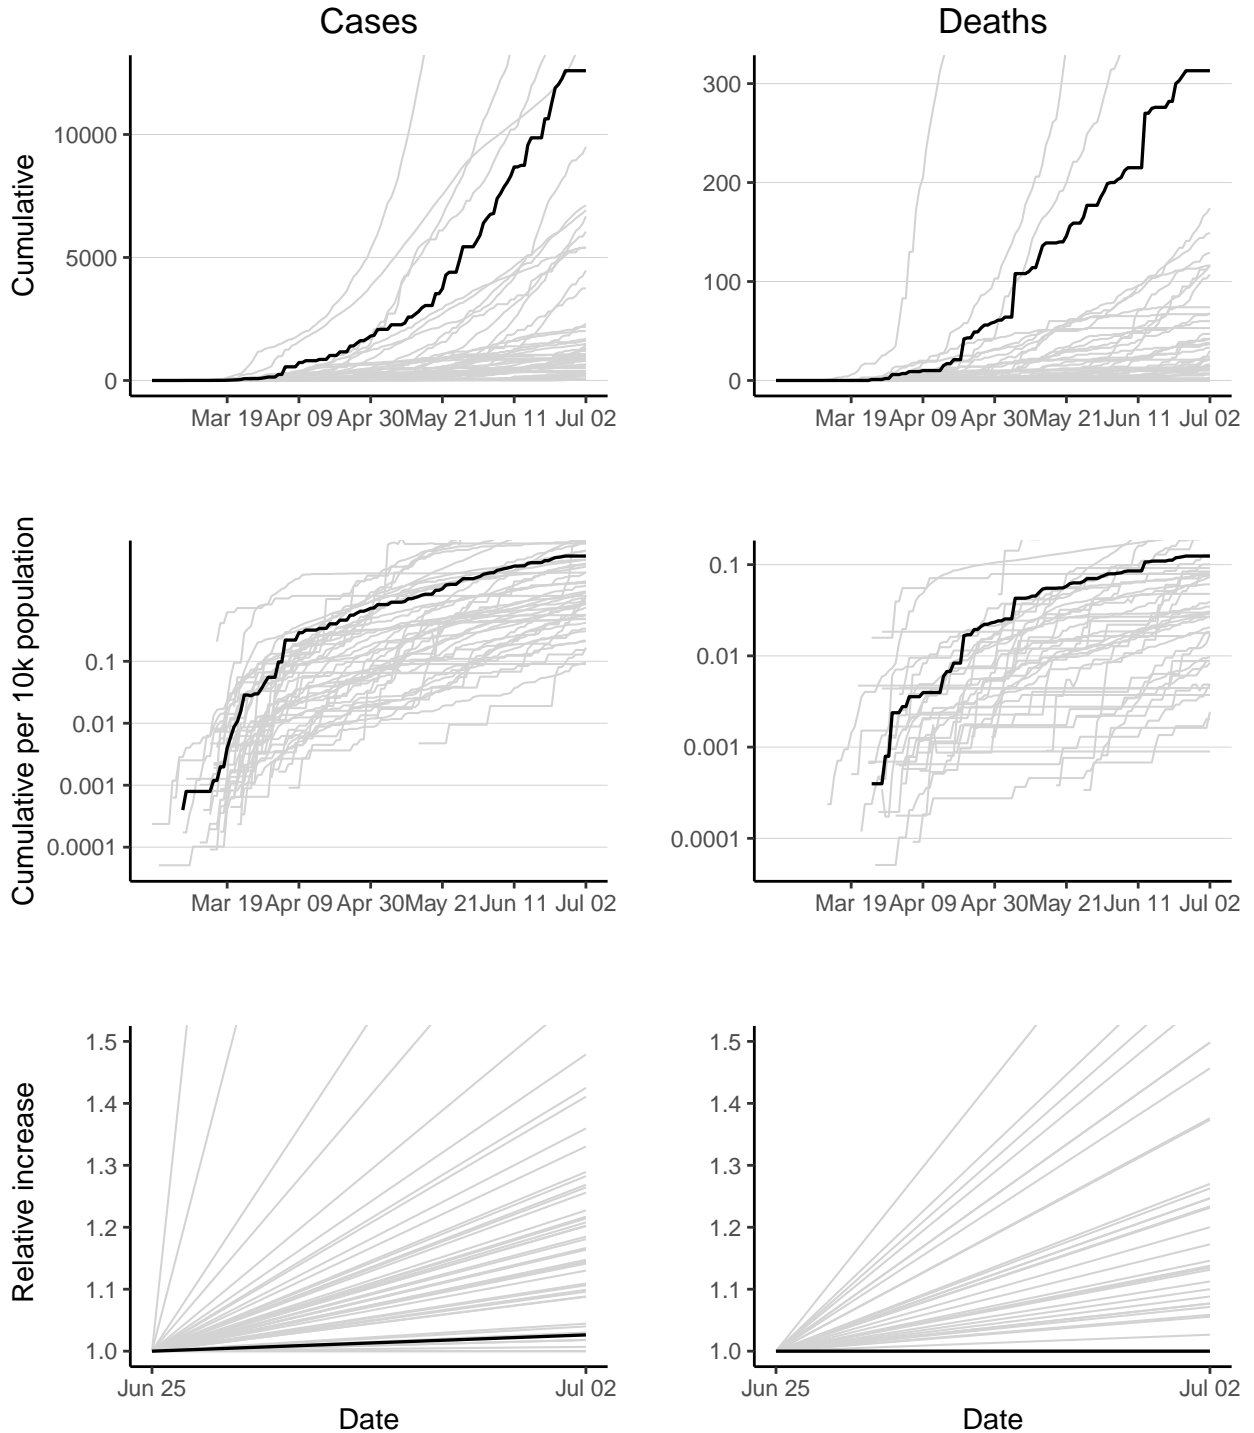 Cases
Deaths
Cumulative
10000
5000
0
Mar 19 Apr 09 Apr 30 May 21 Jun 11 Jul 02
300
200
100
0
Mar 19 Apr 09 Apr 30 May 21 Jun 11 Jul 02
Cumulative per 10k population
0.1
0.01
0.001
0.0001
Mar 19 Apr 09 Apr 30 May 21 Jun 11 Jul 02
0.1
0.01
0.001
0.0001
Mar 19 Apr 09 Apr 30 May 21 Jun 11 Jul 02
Relative increase
1.5
1.4
1.3
1.2
1.1
1.0
Jun 25 Jul 02
Date
1.5
1.4
1.3
1.2
1.1
1.0
Jun 25 Jul 02
Date